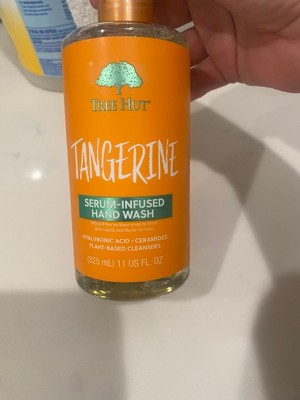 TREE HUT
TANGERINE
SERUM-INFUSED
HAND WASH
HYALURONIC ACID • CERAMIDES
PLANT-BASED CLEANSERS
(325 mL) 11 US FL. OZ.